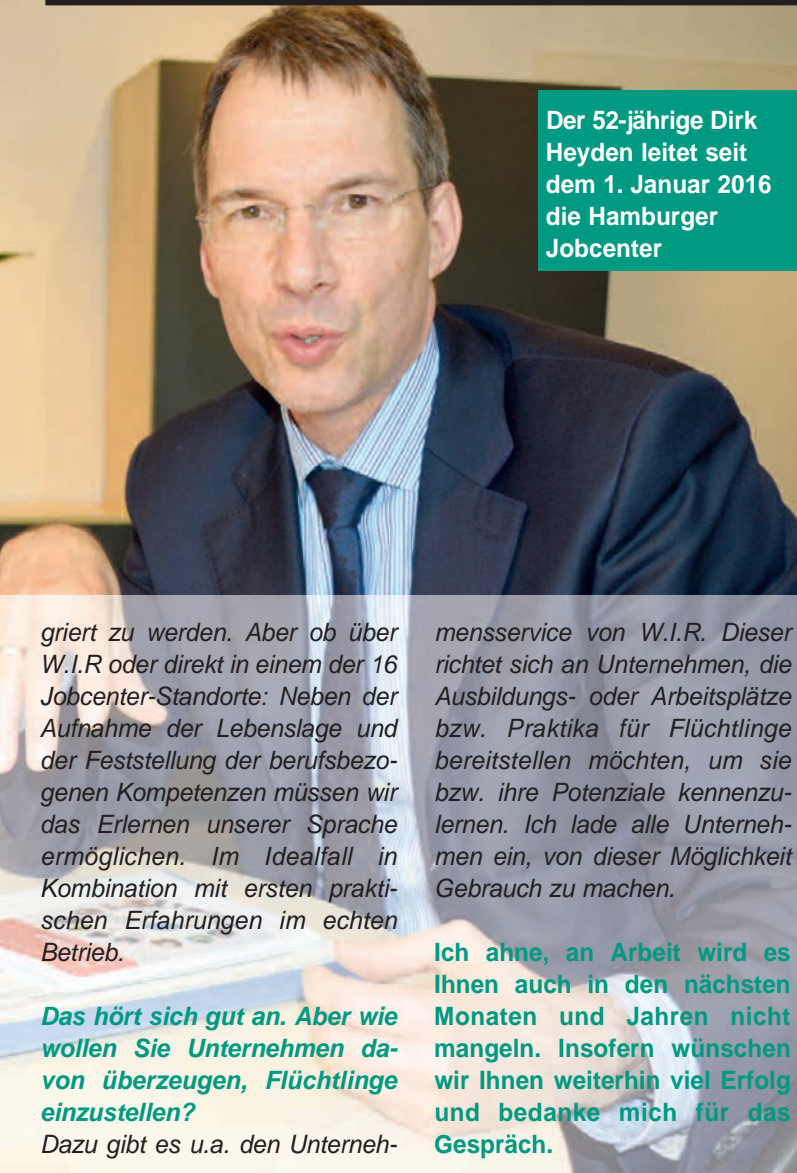 Der 52-jährige Dirk
Heyden leitet seit
dem 1. Januar 2016
die Hamburger
Jobcenter
griert zu werden. Aber ob über
W.I.R oder direkt in einem der 16
Jobcenter-Standorte: Neben der
Aufnahme der Lebenslage und
der Feststellung der berufsbezo-
genen Kompetenzen müssen wir
das Erlernen unserer Sprache
ermöglichen. Im Idealfall in
Kombination mit ersten prakti-
schen Erfahrungen im echten
Betrieb.
Das hört sich gut an. Aber wie
wollen Sie Unternehmen da-
von überzeugen, Flüchtlinge
einzustellen?
Dazu gibt es u.a. den Unterneh-
mensservice von W.I.R. Dieser
richtet sich an Unternehmen, die
Ausbildungs- oder Arbeitsplätze
bzw. Praktika für Flüchtlinge
bereitstellen möchten, um sie
bzw. ihre Potenziale kennenzu-
lernen. Ich lade alle Unterneh-
men ein, von dieser Möglichkeit
Gebrauch zu machen.
Ich ahne, an Arbeit wird es
Ihnen auch in den nächsten
Monaten und Jahren nicht
mangeln. Insofern wünschen
wir Ihnen weiterhin viel Erfolg
und bedanke mich für das
Gespräch.